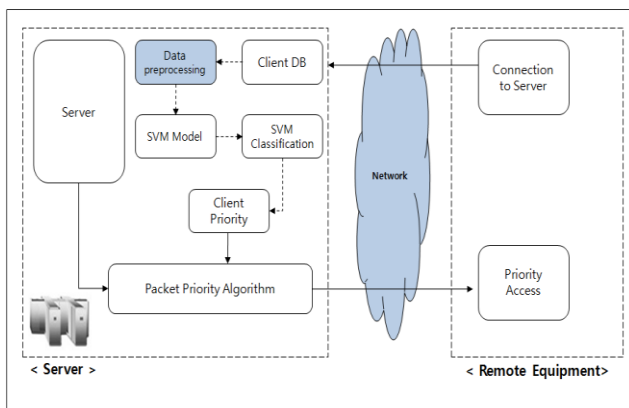 Data
preprocessing
Client DB
Connection
to Server
Server
SVM Model
SVM
Classification
Network
Client
Priority
Packet Priority Algorithm
Priority
Access
< Server >
< Remote Equipment>